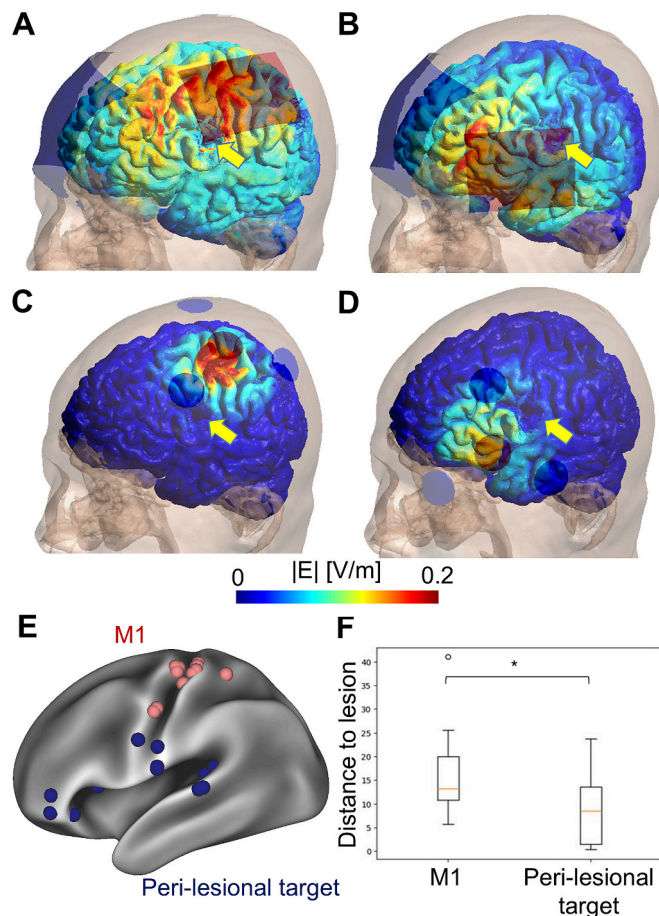 A
B
C
D
|E| [V/m]
0
0.2
E
F
M1
Peri-lesional target
Distance to lesion
40
35
30
25
20
15
10
5
0
*
M1
Peri-lesional
target